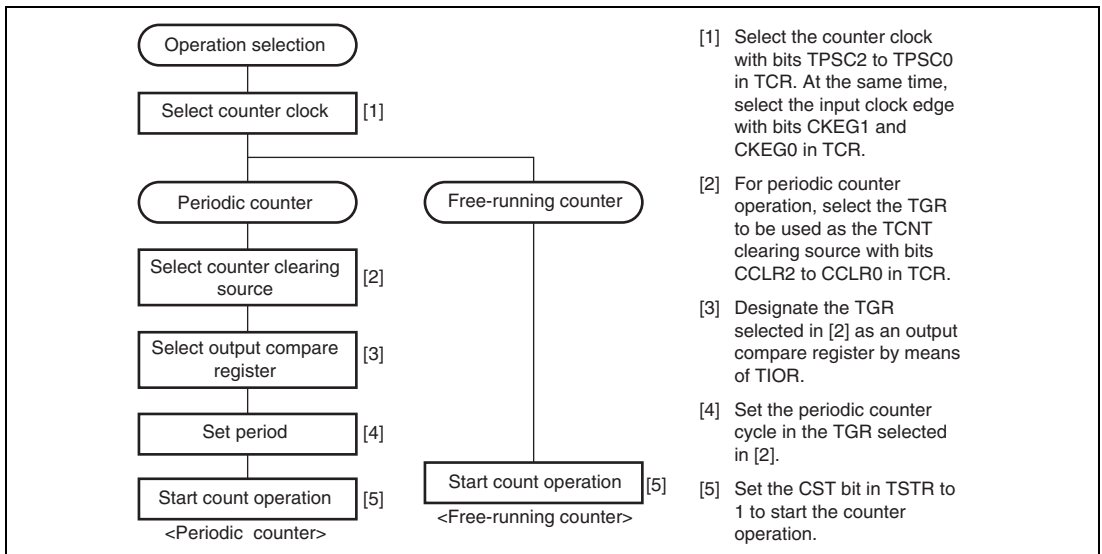 Operation selection
Select counter clock [1]
Periodic counter
Free-running counter
Select counter clearing
source
[2]
Select output compare
register
[3]
Set period [4]
Start count operation [5]
<Periodic counter>
Start count operation [5]
<Free-running counter>
[1] Select the counter clock
with bits TPSC2 to TPSC0
in TCR. At the same time,
select the input clock edge
with bits CKEG1 and
CKEG0 in TCR.
[2] For periodic counter
operation, select the TGR
to be used as the TCNT
clearing source with bits
CCLR2 to CCLR0 in TCR.
[3] Designate the TGR
selected in [2] as an output
compare register by means
of TIOR.
[4] Set the periodic counter
cycle in the TGR selected
in [2].
[5] Set the CST bit in TSTR to
1 to start the counter
operation.